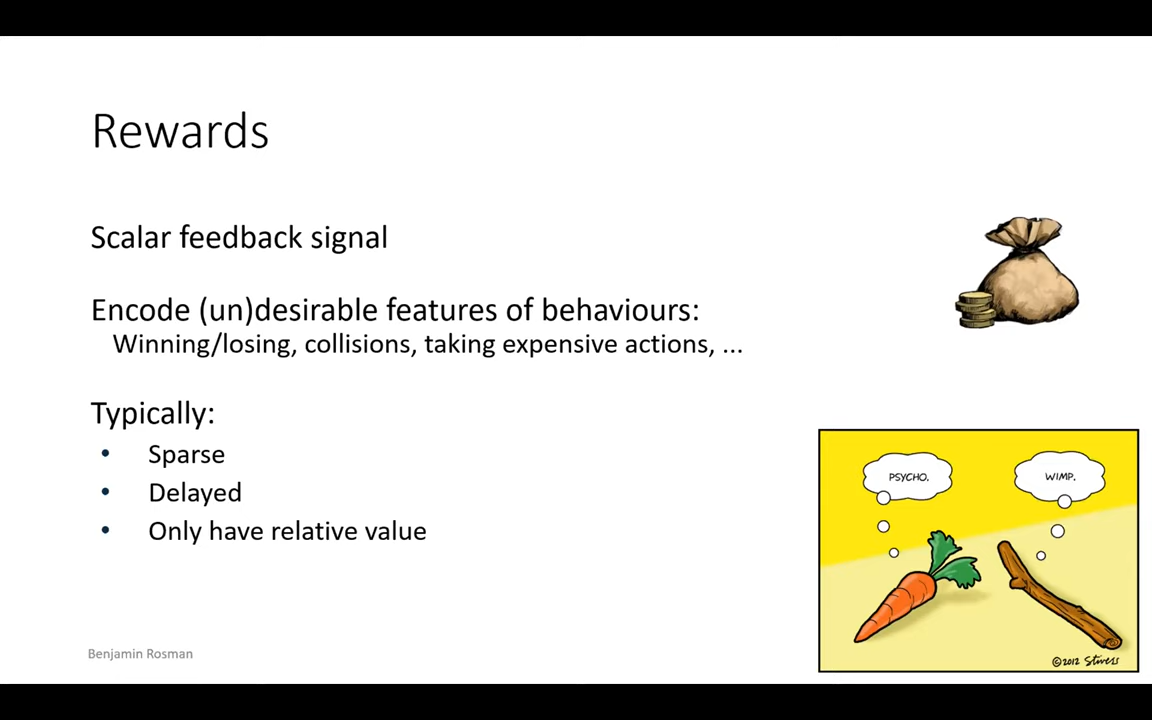 Rewards
Scalar feedback signal
Encode (un)desirable features of behaviours:
Winning/losing, collisions, taking expensive actions, ...
Typically:
• Sparse
• Delayed
• Only have relative value
PSYCHO.
WIMP.
©2012 Stivers
Benjamin Rosman